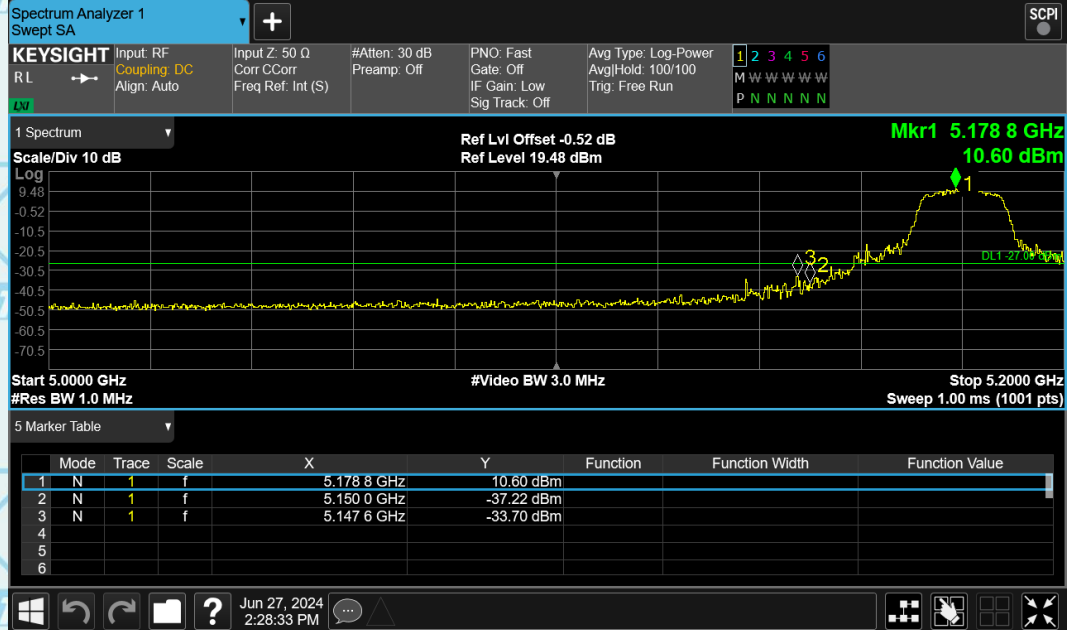 Spectrum Analyzer 1
Swept SA
+
SCPI
KEYSIGHT
RL
LXI
Input: RF
Coupling: DC
Align: Auto
Input Z: 50 Ω
Corr CCorr
Freq Ref: Int (S)
#Atten: 30 dB
Preamp: Off
PNO: Fast
Gate: Off
IF Gain: Low
Sig Track: Off
Avg Type: Log-Power
Avg|Hold: 100/100
Trig: Free Run
1 2 3 4 5 6
M W W W W W
P N N N N N
1 Spectrum
Scale/Div 10 dB
Log
Ref Lvl Offset -0.52 dB
Ref Level 19.48 dBm
Mkr1 5.178 8 GHz
10.60 dBm
9.48
-0.52
-10.5
-20.5
-30.5
-40.5
-50.5
-60.5
-70.5
1
3
2
DL1 -27.00 dBm
Start 5.0000 GHz
#Video BW 3.0 MHz
Stop 5.2000 GHz
#Res BW 1.0 MHz
Sweep 1.00 ms (1001 pts)
5 Marker Table
Mode Trace Scale X Y Function Function Width Function Value
1 N 1 f 5.178 8 GHz 10.60 dBm
2 N 1 f 5.150 0 GHz -37.22 dBm
3 N 1 f 5.147 6 GHz -33.70 dBm
4
5
6
?
Jun 27, 2024
2:28:33 PM